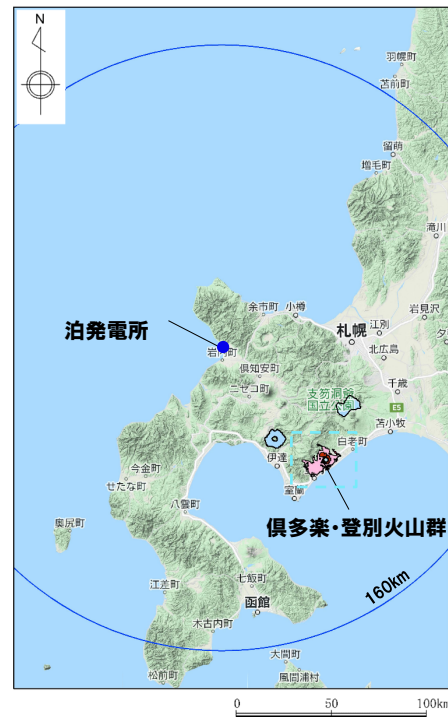 N
羽幌町
苫前町
留萌
増毛町
滝川
余市町
小樽
岩見沢
札幌
江別
泊発電所
岩内町
北広島
倶知安町
千歳
ニセコ町
支笏洞爺
国立公園
E5
苫小牧
白老町
伊達
室蘭
今金町
せたな町
倶多楽・登別火山群
八雲町
奥尻町
160km
七飯町
江差町
函館
木古内町
大間町
松前町
風間浦村
0
50
100km